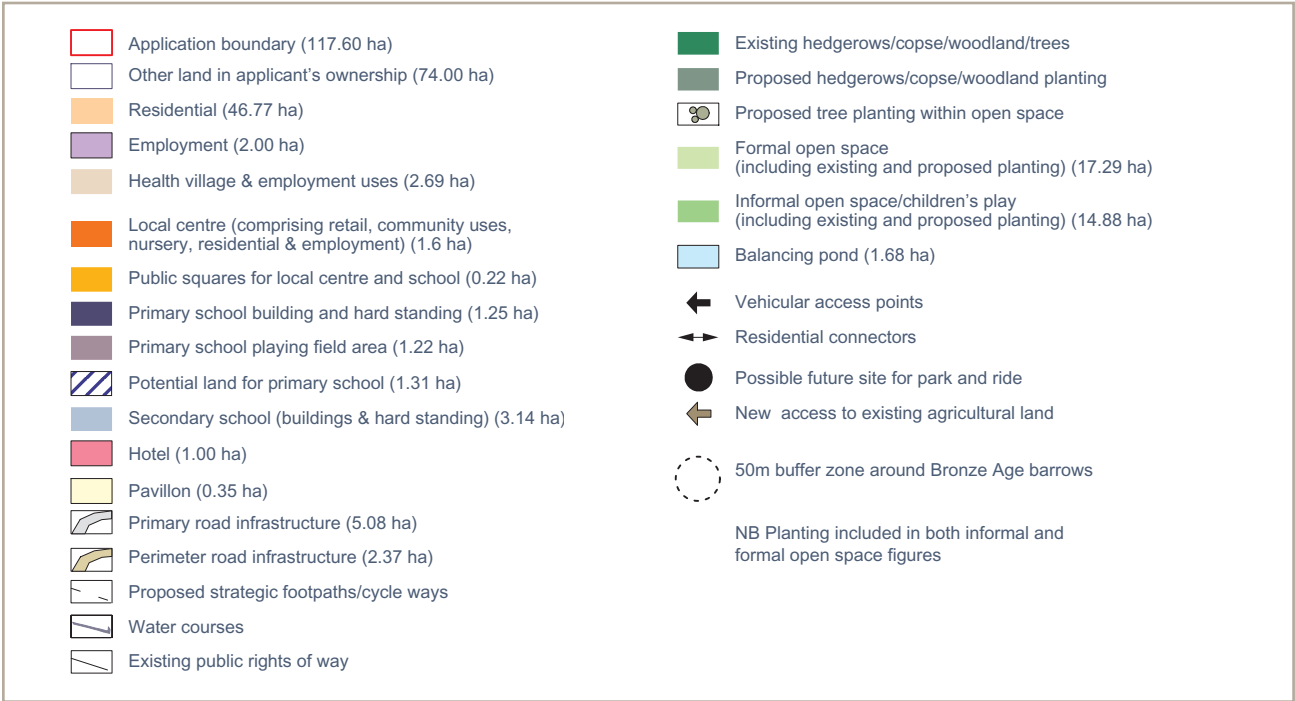 Application boundary (117.60 ha)
Other land in applicant's ownership (74.00 ha)
Residential (46.77 ha)
Employment (2.00 ha)
Health village & employment uses (2.69 ha)
Local centre (comprising retail, community uses,
nursery, residential & employment) (1.6 ha)
Public squares for local centre and school (0.22 ha)
Primary school building and hard standing (1.25 ha)
Primary school playing field area (1.22 ha)
Potential land for primary school (1.31 ha)
Secondary school (buildings & hard standing) (3.14 ha)
Hotel (1.00 ha)
Pavillon (0.35 ha)
Primary road infrastructure (5.08 ha)
Perimeter road infrastructure (2.37 ha)
Proposed strategic footpaths/cycle ways
Water courses
Existing public rights of way
Existing hedgerows/copse/woodland/trees
Proposed hedgerows/copse/woodland planting
Proposed tree planting within open space
Formal open space
(including existing and proposed planting) (17.29 ha)
Informal open space/children's play
(including existing and proposed planting) (14.88 ha)
Balancing pond (1.68 ha)
Vehicular access points
Residential connectors
Possible future site for park and ride
New access to existing agricultural land
50m buffer zone around Bronze Age barrows
NB Planting included in both informal and
formal open space figures